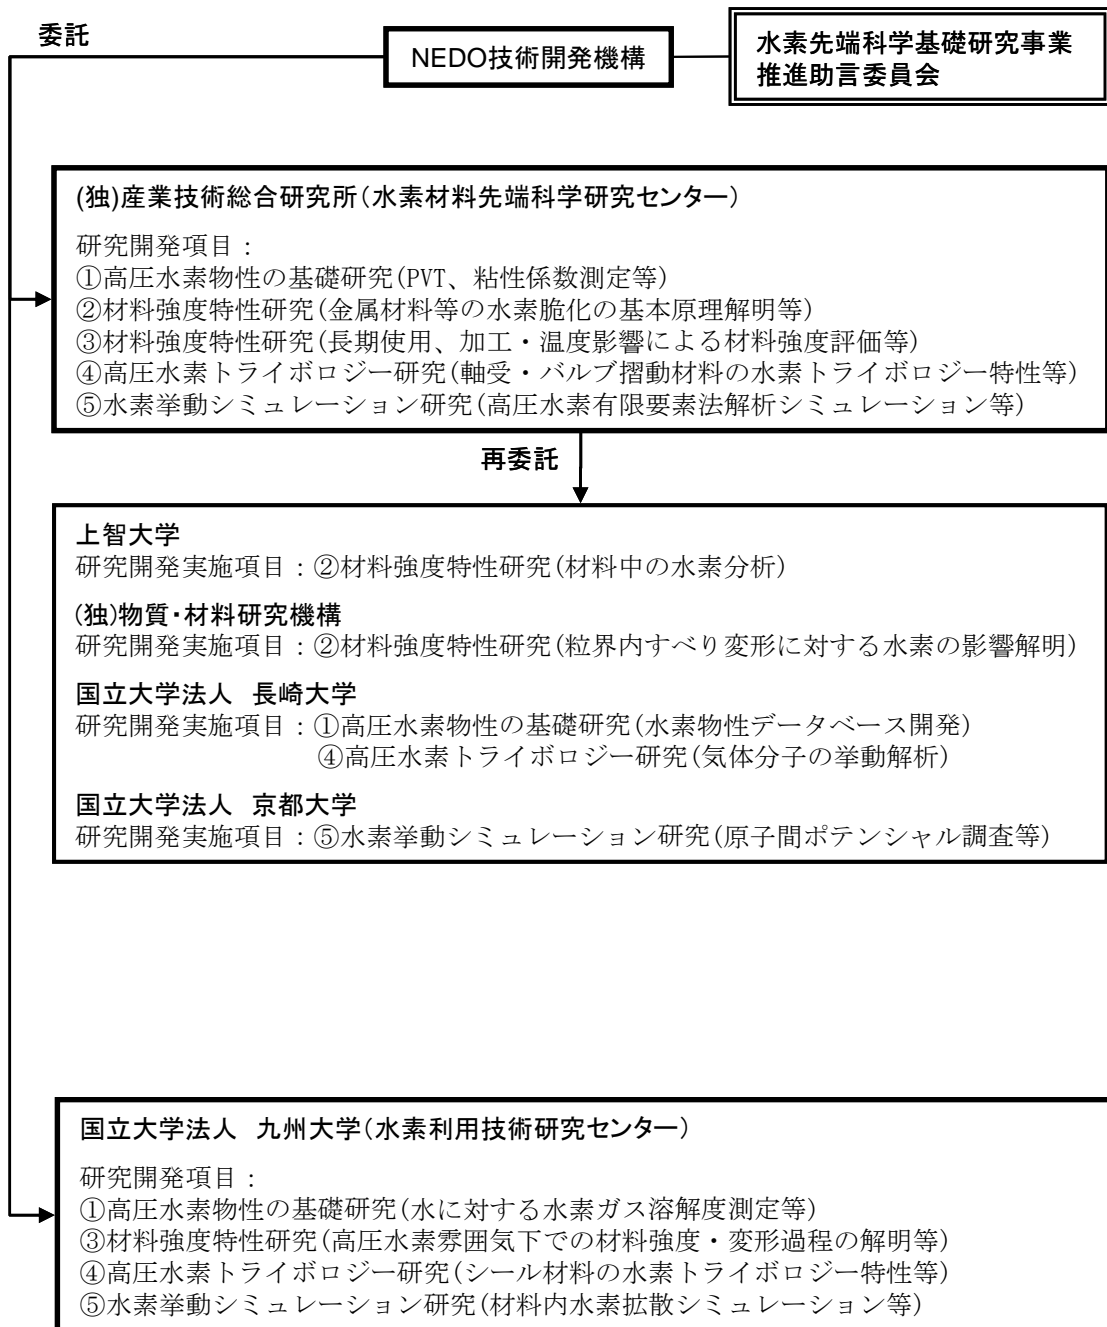 委託
NEDO技術開発機構
水素先端科学基礎研究事業
推進助言委員会
(独)産業技術総合研究所(水素材料先端科学研究センター)
研究開発項目:
①高圧水素物性の基礎研究(PVT、粘性係数測定等)
②材料強度特性研究(金属材料等の水素脆化の基本原理解明等)
③材料強度特性研究(長期使用、加工・温度影響による材料強度評価等)
④高圧水素トライボロジー研究(軸受・バルブ摺動材料の水素トライボロジー特性等)
⑤水素挙動シミュレーション研究(高圧水素有限要素法解析シミュレーション等)
再委託
上智大学
研究開発実施項目:②材料強度特性研究(材料中の水素分析)
(独)物質・材料研究機構
研究開発実施項目:②材料強度特性研究(粒界内すべり変形に対する水素の影響解明)
国立大学法人 長崎大学
研究開発実施項目:①高圧水素物性の基礎研究(水素物性データベース開発)
④高圧水素トライボロジー研究(気体分子の挙動解析)
国立大学法人 京都大学
研究開発実施項目:⑤水素挙動シミュレーション研究(原子間ポテンシャル調査等)
国立大学法人 九州大学(水素利用技術研究センター)
研究開発項目:
①高圧水素物性の基礎研究(水に対する水素ガス溶解度測定等)
③材料強度特性研究(高圧水素雰囲気下での材料強度・変形過程の解明等)
④高圧水素トライボロジー研究(シール材料の水素トライボロジー特性等)
⑤水素挙動シミュレーション研究(材料内水素拡散シミュレーション等)